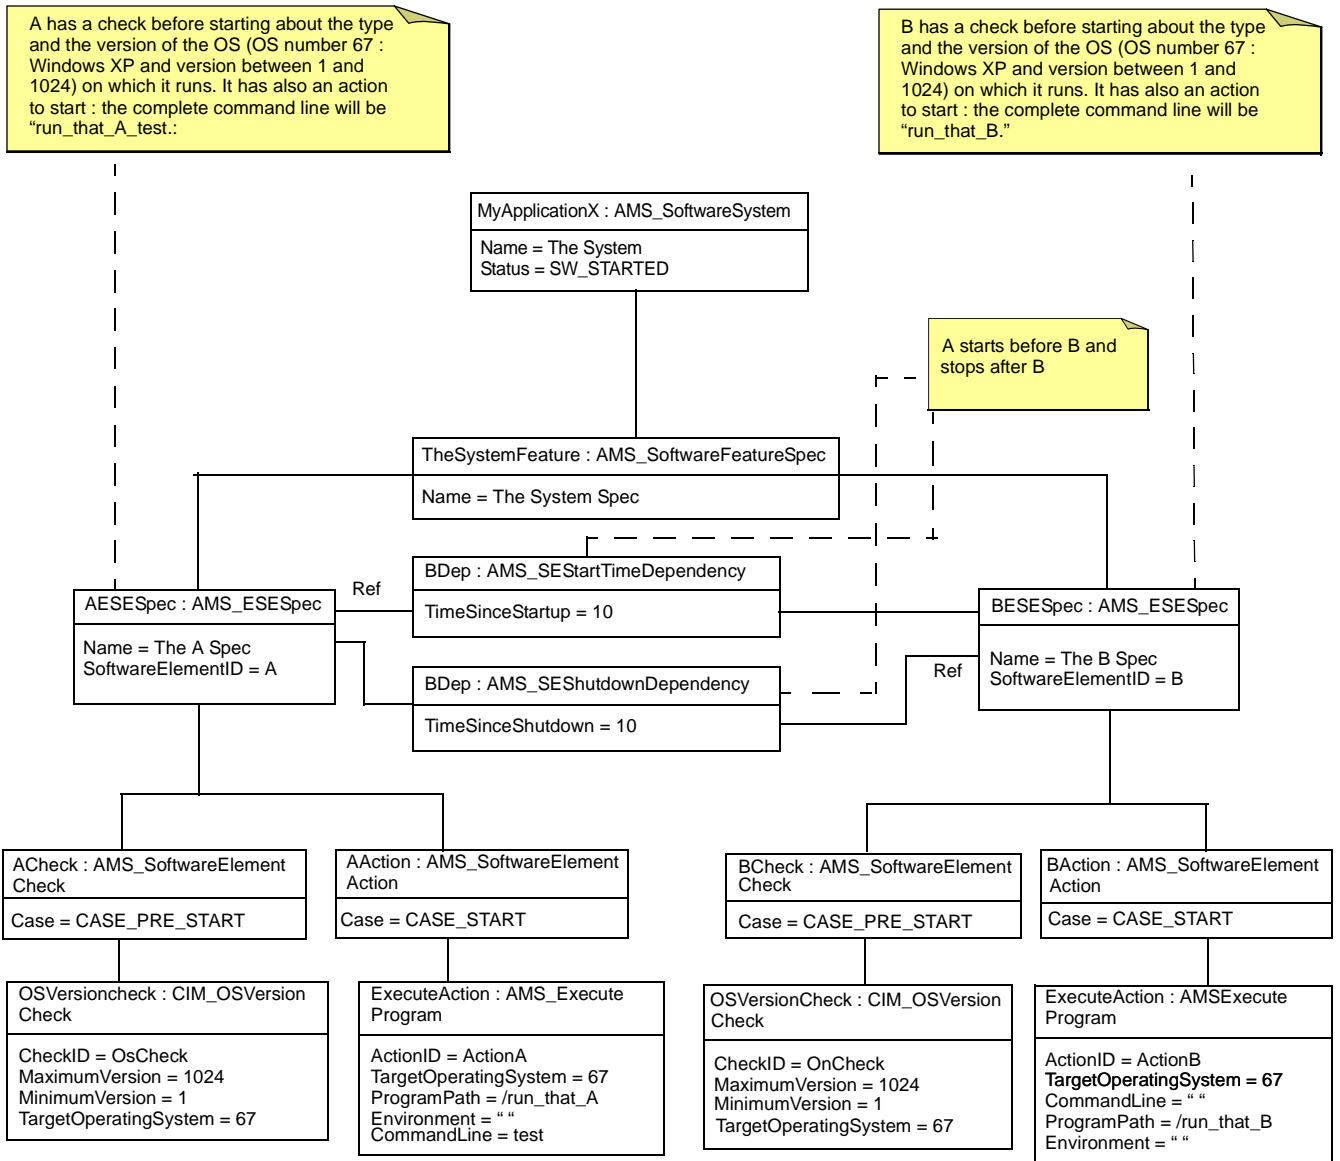 A has a check before starting about the type
and the version of the OS (OS number 67 :
Windows XP and version between 1 and
1024) on which it runs. It has also an action
to start : the complete command line will be
“run_that_A_test.:
B has a check before starting about the type
and the version of the OS (OS number 67 :
Windows XP and version between 1 and
1024) on which it runs. It has also an action
to start : the complete command line will be
“run_that_B.”
MyApplicationX : AMS_SoftwareSystem
Name = The System
Status = SW_STARTED
A starts before B and
stops after B
TheSystemFeature : AMS_SoftwareFeatureSpec
Name = The System Spec
BDep : AMS_SEStartTimeDependency
TimeSinceStartup = 10
Ref
AESESpec : AMS_ESESpec
Name = The A Spec
SoftwareElementID = A
BESESpec : AMS_ESESpec
Name = The B Spec
SoftwareElementID = B
Ref
BDep : AMS_SEShutdownDependency
TimeSinceShutdown = 10
ACheck : AMS_SoftwareElement
Check
Case = CASE_PRE_START
AAction : AMS_SoftwareElement
Action
Case = CASE_START
BCheck : AMS_SoftwareElement
Check
Case = CASE_PRE_START
BAction : AMS_SoftwareElement
Action
Case = CASE_START
OSVersioncheck : CIM_OSVersion
Check
CheckID = OsCheck
MaximumVersion = 1024
MinimumVersion = 1
TargetOperatingSystem = 67
ExecuteAction : AMS_Execute
Program
ActionID = ActionA
TargetOperatingSystem = 67
ProgramPath = /run_that_A
Environment = “ “
CommandLine = test
OSVersionCheck : CIM_OSVersion
Check
CheckID = OnCheck
MaximumVersion = 1024
MinimumVersion = 1
TargetOperatingSystem = 67
ExecuteAction : AMSExecute
Program
ActionID = ActionB
TargetOperatingSystem = 67
CommandLine = “ “
ProgramPath = /run_that_B
Environment = “ “